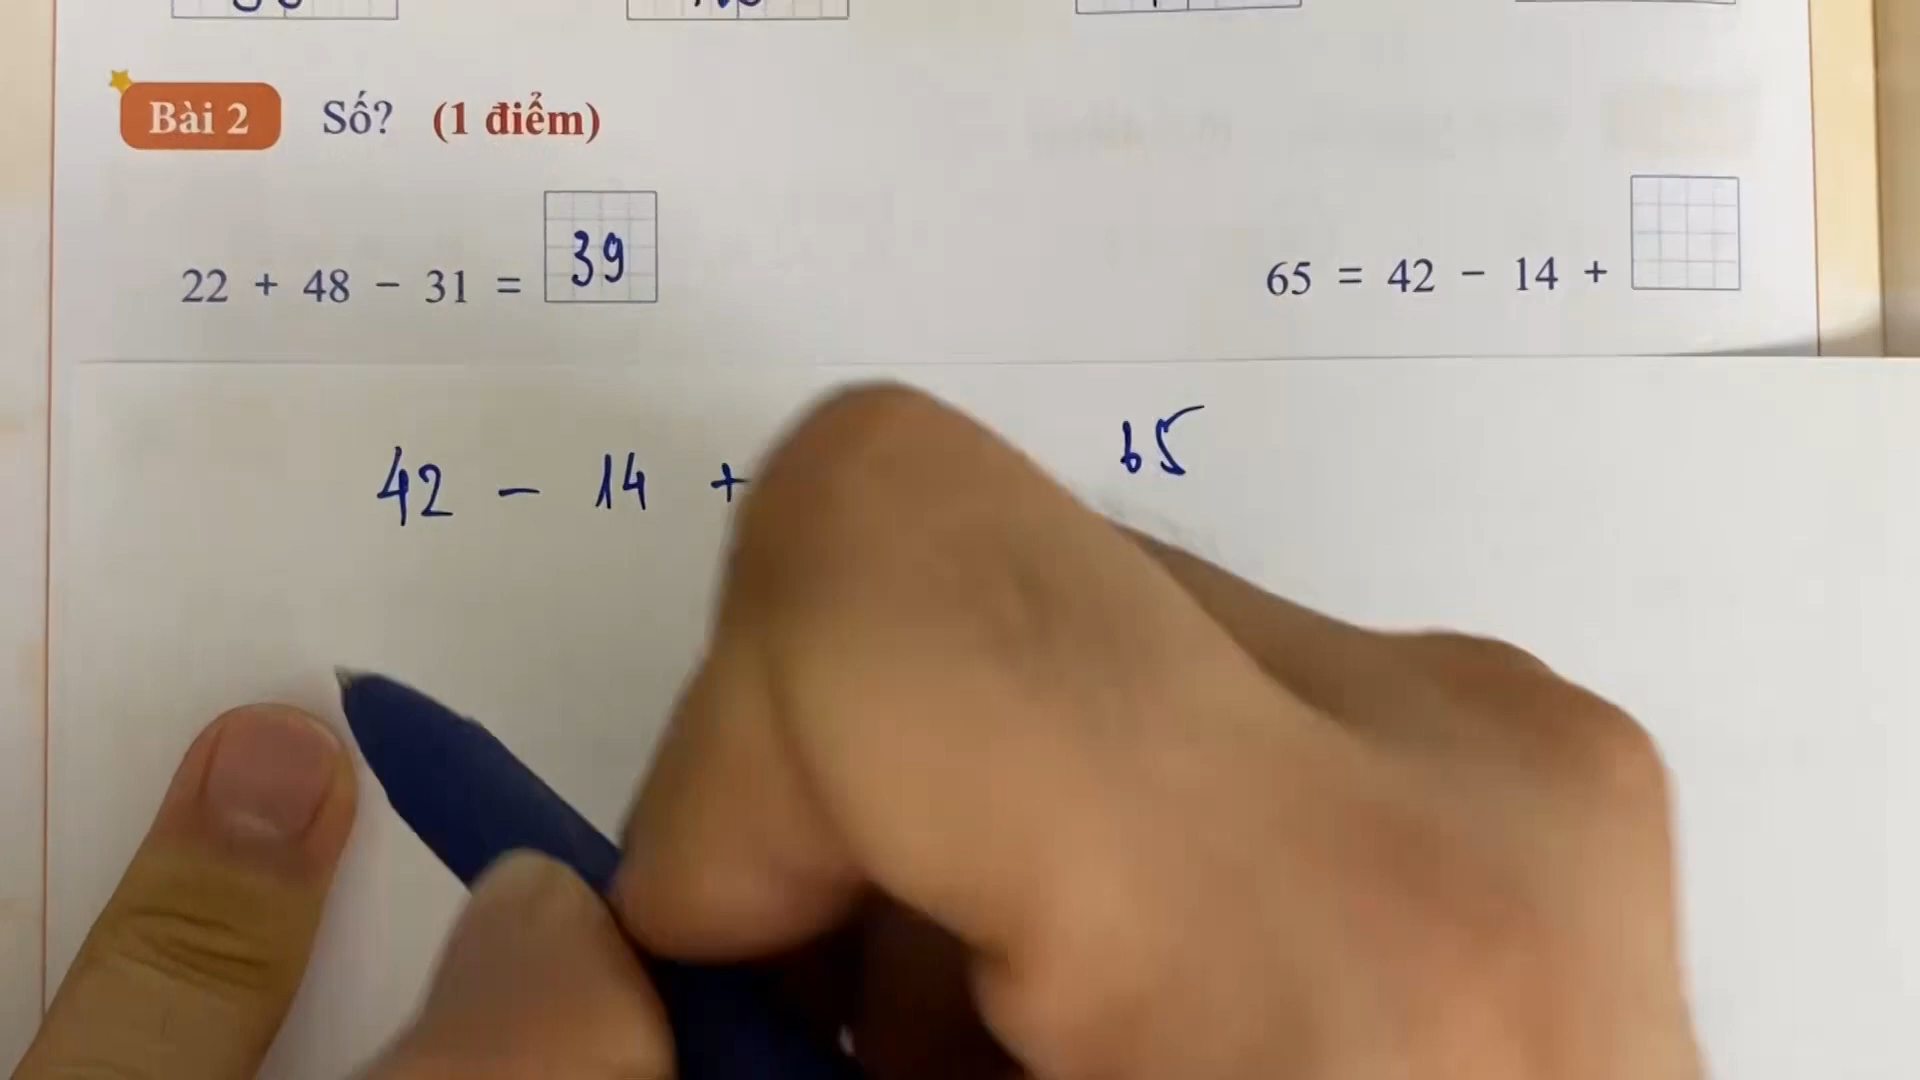 Bài 2 Số? (1 điểm)
22 + 48 - 31 = 39
65 = 42 - 14 +
42 - 14 + 65